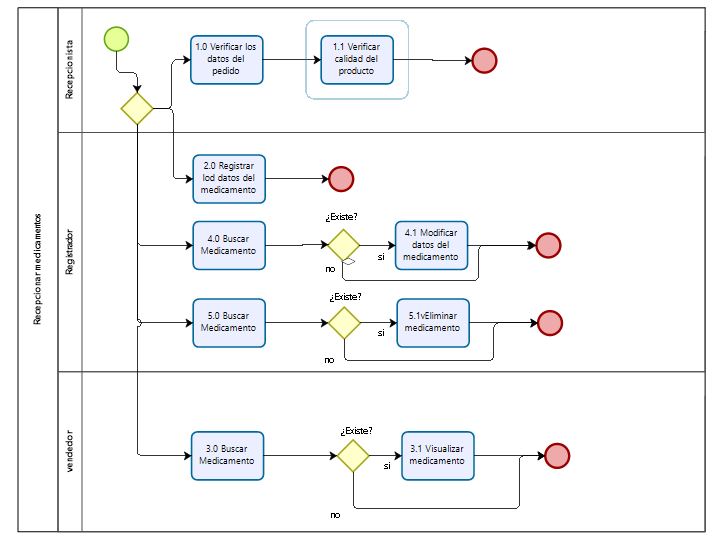 Recepcionar medicamentos
Recepcionista
1.0 Verificar los
datos del
pedido
1.1 Verificar
calidad del
producto
Registrador
2.0 Registrar
lod datos del
medicamento
4.0 Buscar
Medicamento
¿Existe?
si
no
4.1 Modificar
datos del
medicamento
5.0 Buscar
Medicamento
¿Existe?
si
no
5.1vEliminar
medicamento
vendedor
3.0 Buscar
Medicamento
¿Existe?
si
no
3.1 Visualizar
medicamento